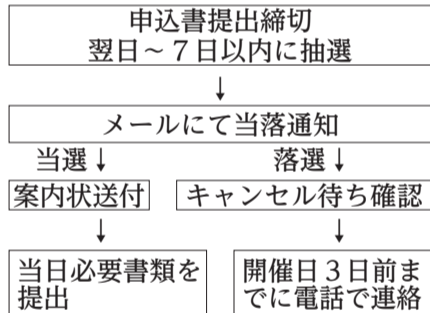 申込書提出締切
翌日～７日以内に抽選
↓
メールにて当落通知
当選↓
落選↓
案内状送付
キャンセル待ち確認
↓
↓
当日必要書類を
提出
開催日３日前ま
でに電話で連絡